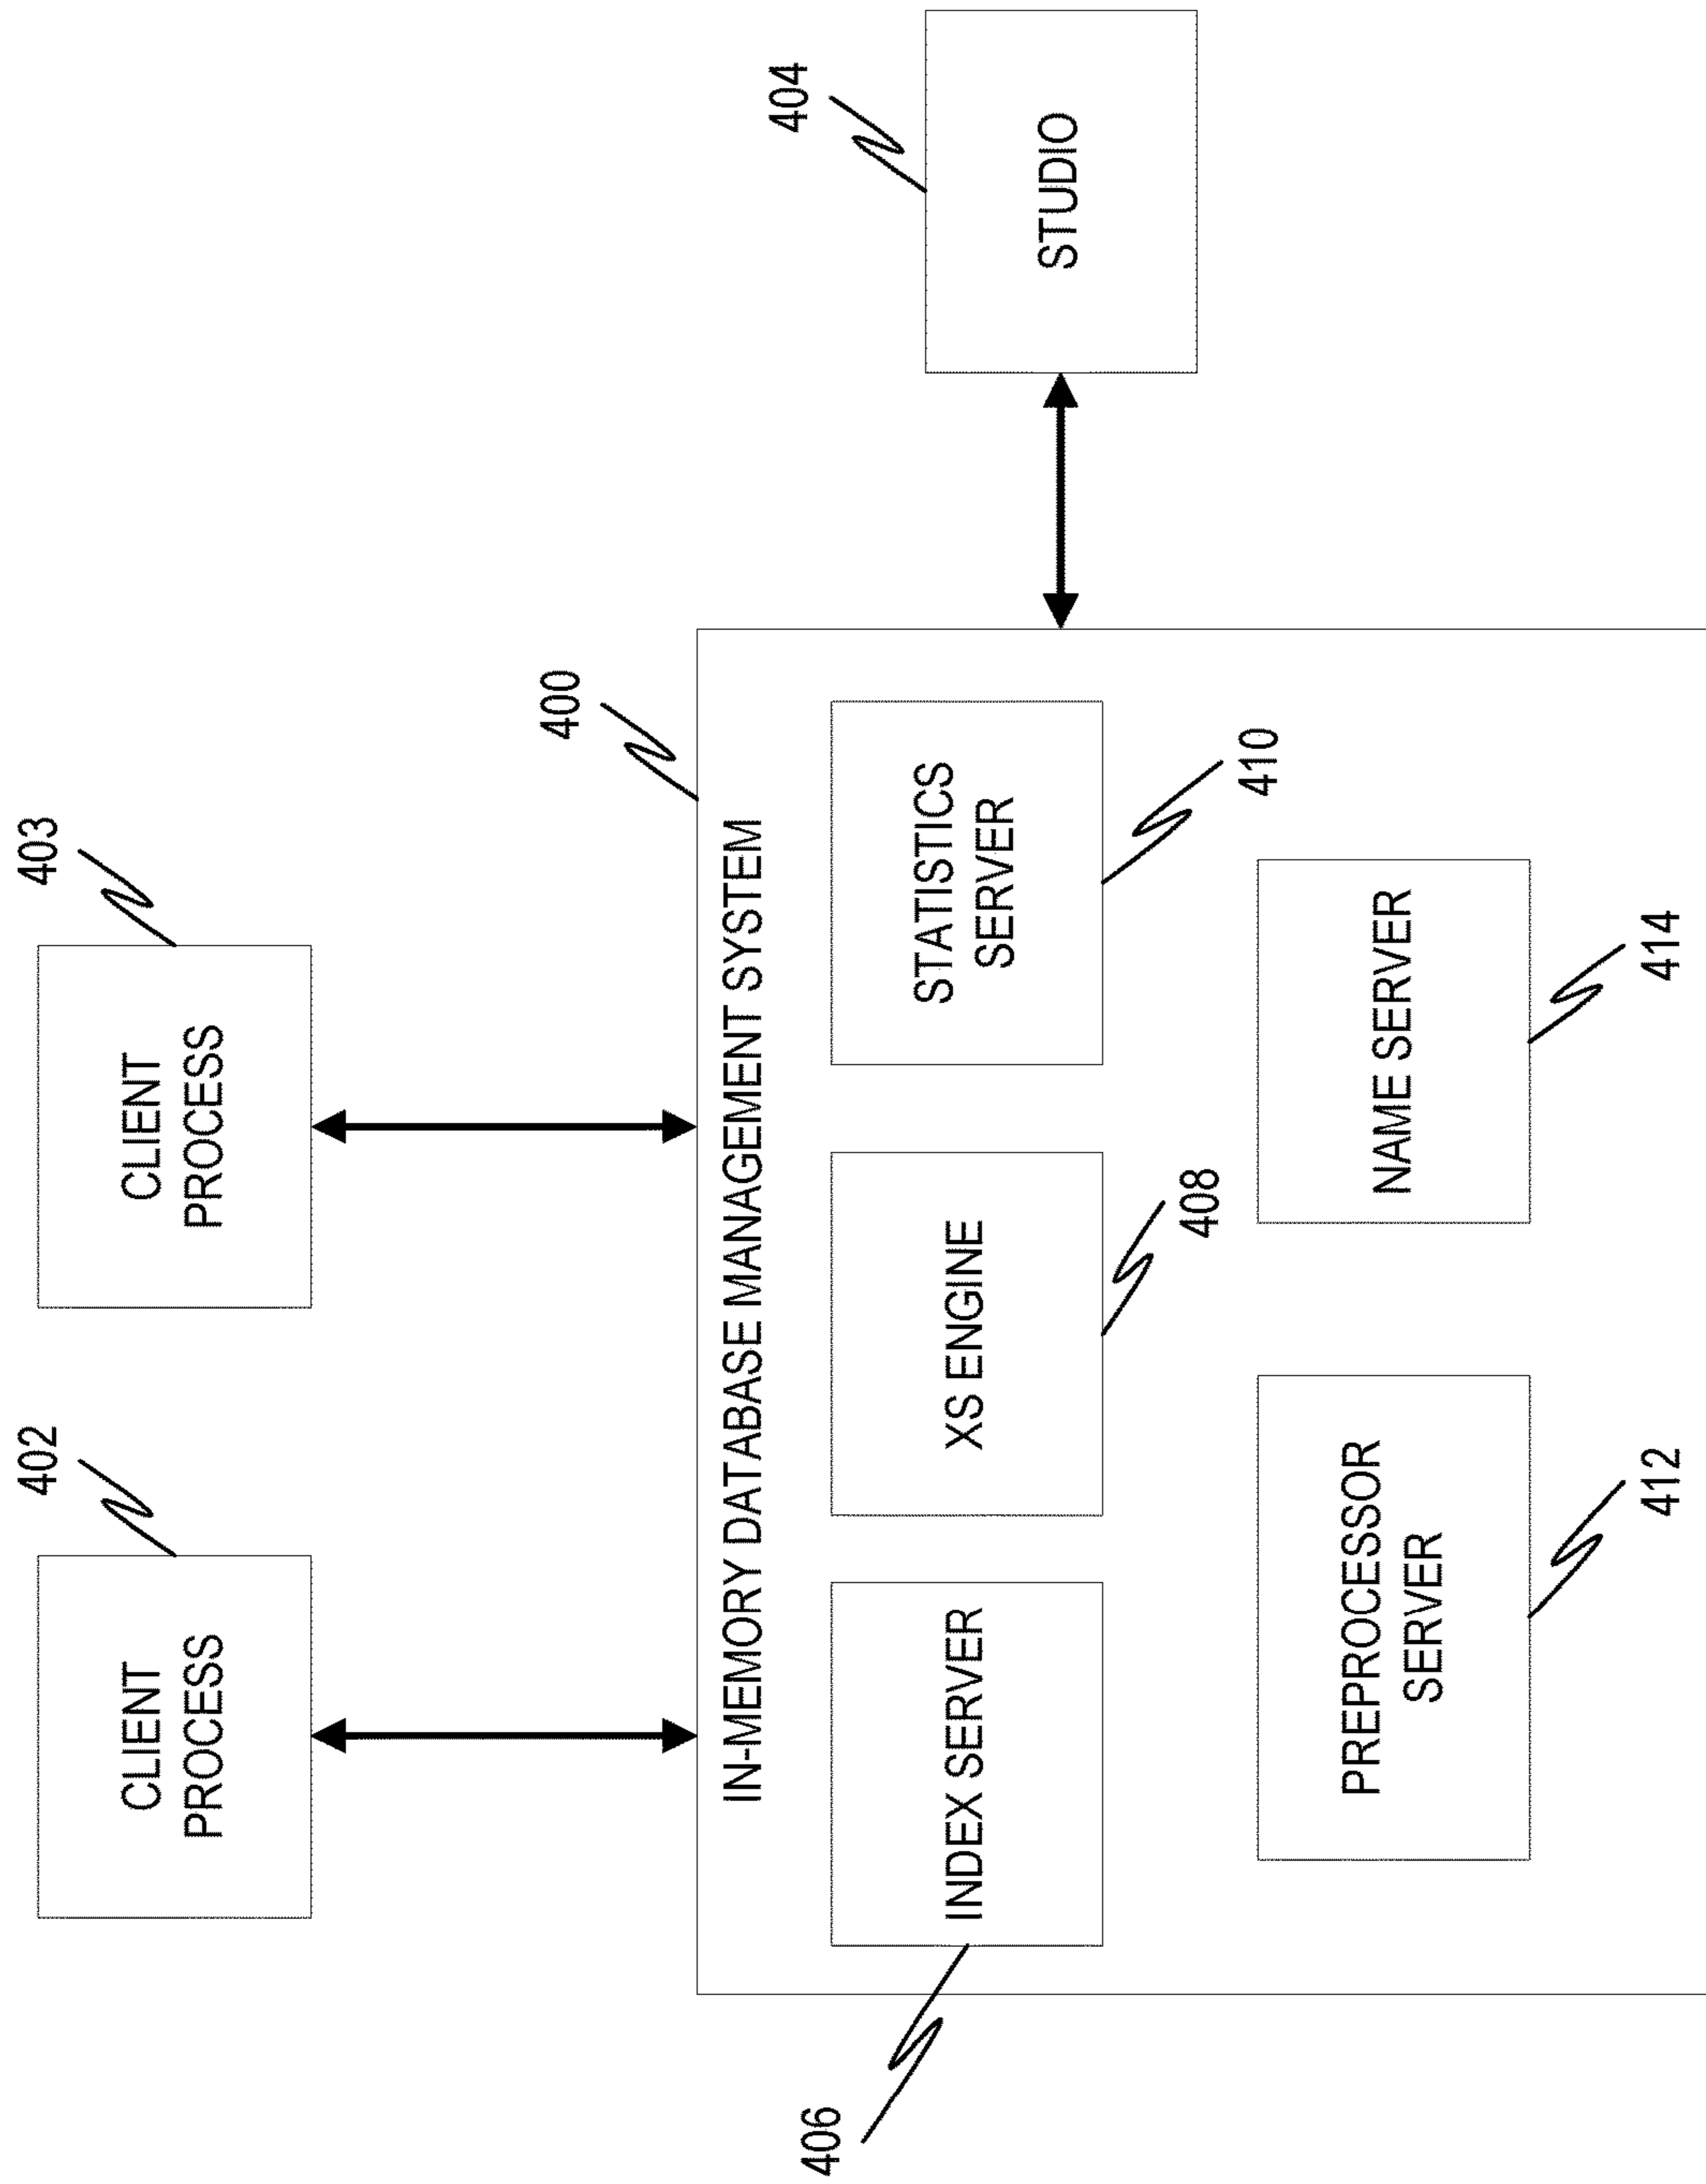 402
403
CLIENT
PROCESS
CLIENT
PROCESS
400
IN-MEMORY DATABASE MANAGEMENT SYSTEM
404
STUDIO
406
INDEX SERVER
XS ENGINE
408
STATISTICS
SERVER
410
PREPROCESSOR
SERVER
412
NAME SERVER
414